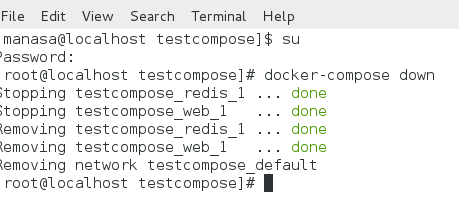 File Edit View Search Terminal Help
manasa@localhost testcompose]$ su
Password:
root@localhost testcompose]# docker-compose down
Stopping testcompose_redis_1 ... done
Stopping testcompose_web_1   ... done
Removing testcompose_redis_1 ... done
Removing testcompose_web_1   ... done
Removing network testcompose_default
root@localhost testcompose]#